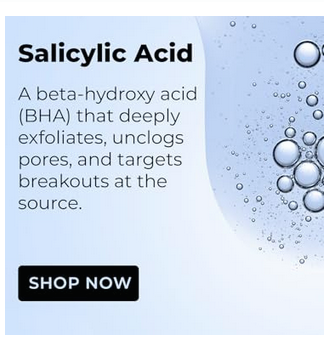 Salicylic Acid
A beta-hydroxy acid
(BHA) that deeply
exfoliates, unclogs
pores, and targets
breakouts at the
source.
SHOP NOW